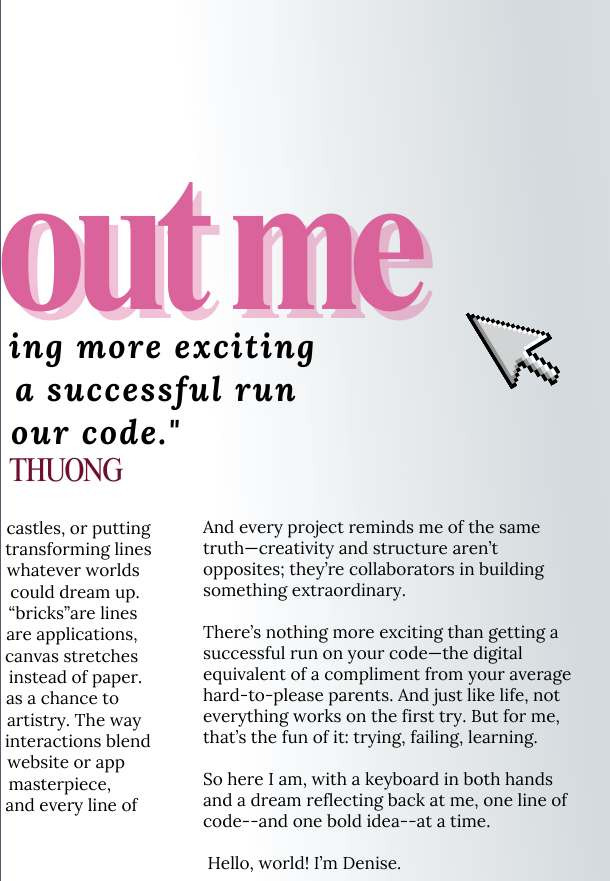 out me
ing more exciting
a successful run
our code."
THUONG
castles, or putting
transforming lines
whatever worlds
could dream up.
“bricks”are lines
are applications,
canvas stretches
instead of paper.
as a chance to
artistry. The way
interactions blend
website or app
masterpiece,
and every line of
And every project reminds me of the same
truth—creativity and structure aren’t
opposites; they’re collaborators in building
something extraordinary.
There’s nothing more exciting than getting a
successful run on your code—the digital
equivalent of a compliment from your average
hard-to-please parents. And just like life, not
everything works on the first try. But for me,
that’s the fun of it: trying, failing, learning.
So here I am, with a keyboard in both hands
and a dream reflecting back at me, one line of
code--and one bold idea--at a time.
Hello, world! I’m Denise.